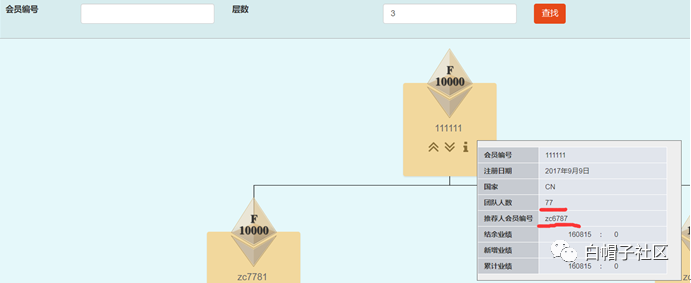 会员编号 层数 3 查找
F
10000
111111
会员编号 111111
注册日期 2017年9月9日
国家 CN
团队人数 77
推荐人会员编号 zc6787
结余业绩 160815 : 0
新增业绩
累计业绩 160815 : 0
F
10000
zc7781
白帽子社区